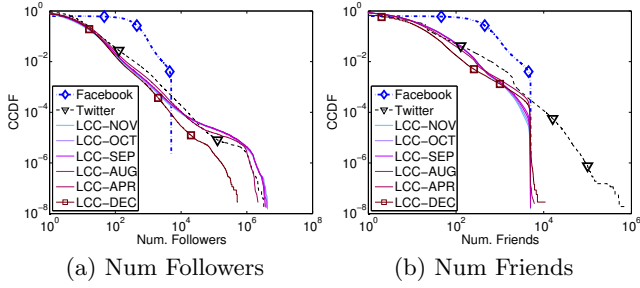 10^0
10^-2
10^-4
10^-6
10^-8
CCDF
Facebook
Twitter
LCC-NOV
LCC-OCT
LCC-SEP
LCC-AUG
LCC-APR
LCC-DEC
10^0 10^2 10^4 10^6 10^8
Num. Followers
(a) Num Followers
10^0
10^-2
10^-4
10^-6
10^-8
CCDF
Facebook
Twitter
LCC-NOV
LCC-OCT
LCC-SEP
LCC-AUG
LCC-APR
LCC-DEC
10^0 10^2 10^4 10^6
Num. Friends
(b) Num Friends